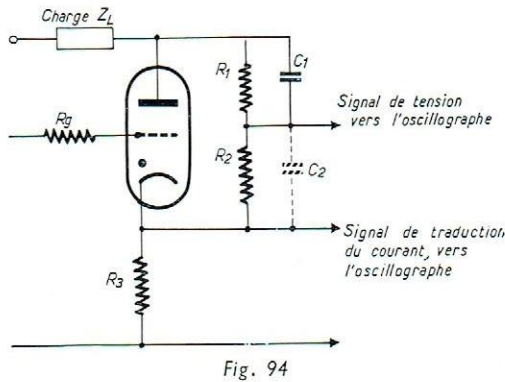 Charge ZL
R1
C1
Signal de tension
vers l'oscillographe
Rg
R2
C2
Signal de traduction
du courant, vers
l'oscillographe
R3
Fig. 94